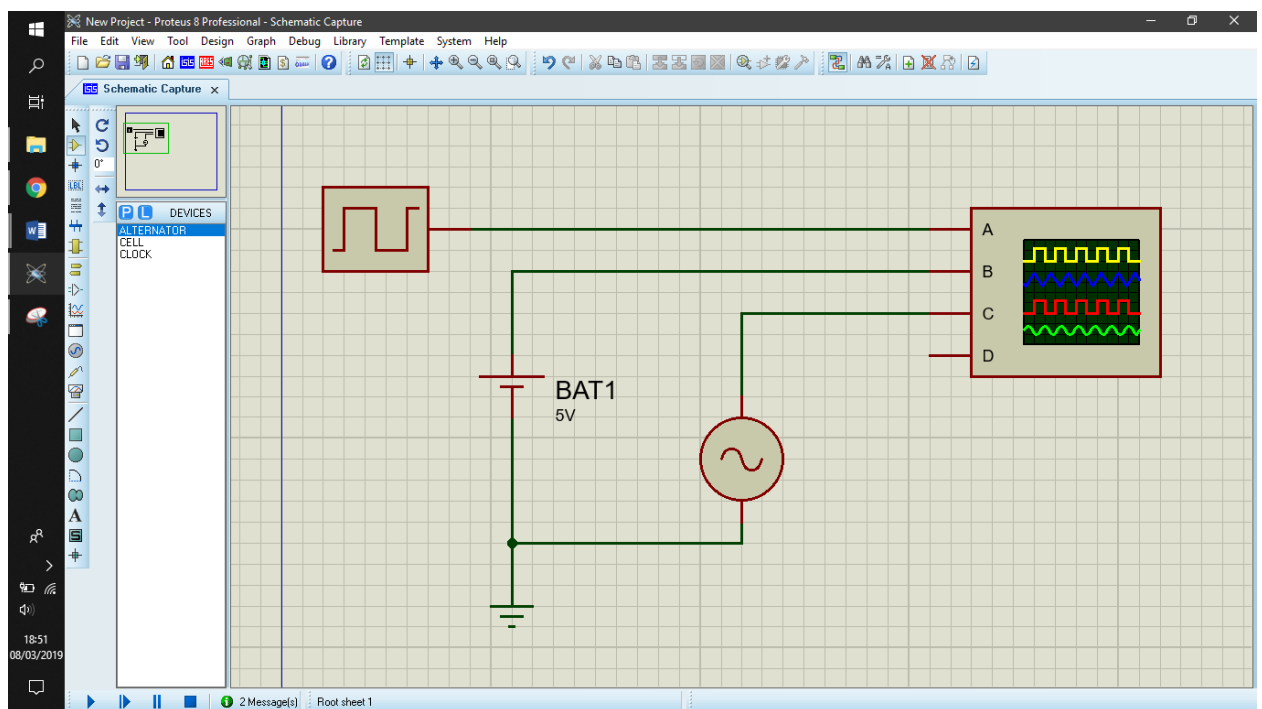 New Project - Proteus 8 Professional - Schematic Capture
File Edit View Tool Design Graph Debug Library Template System Help
Schematic Capture x
0°
P L DEVICES
ALTERNATOR
CELL
CLOCK
A
B
C
D
BAT1
5V
18:51
08/03/2019
2 Message(s)
Root sheet 1